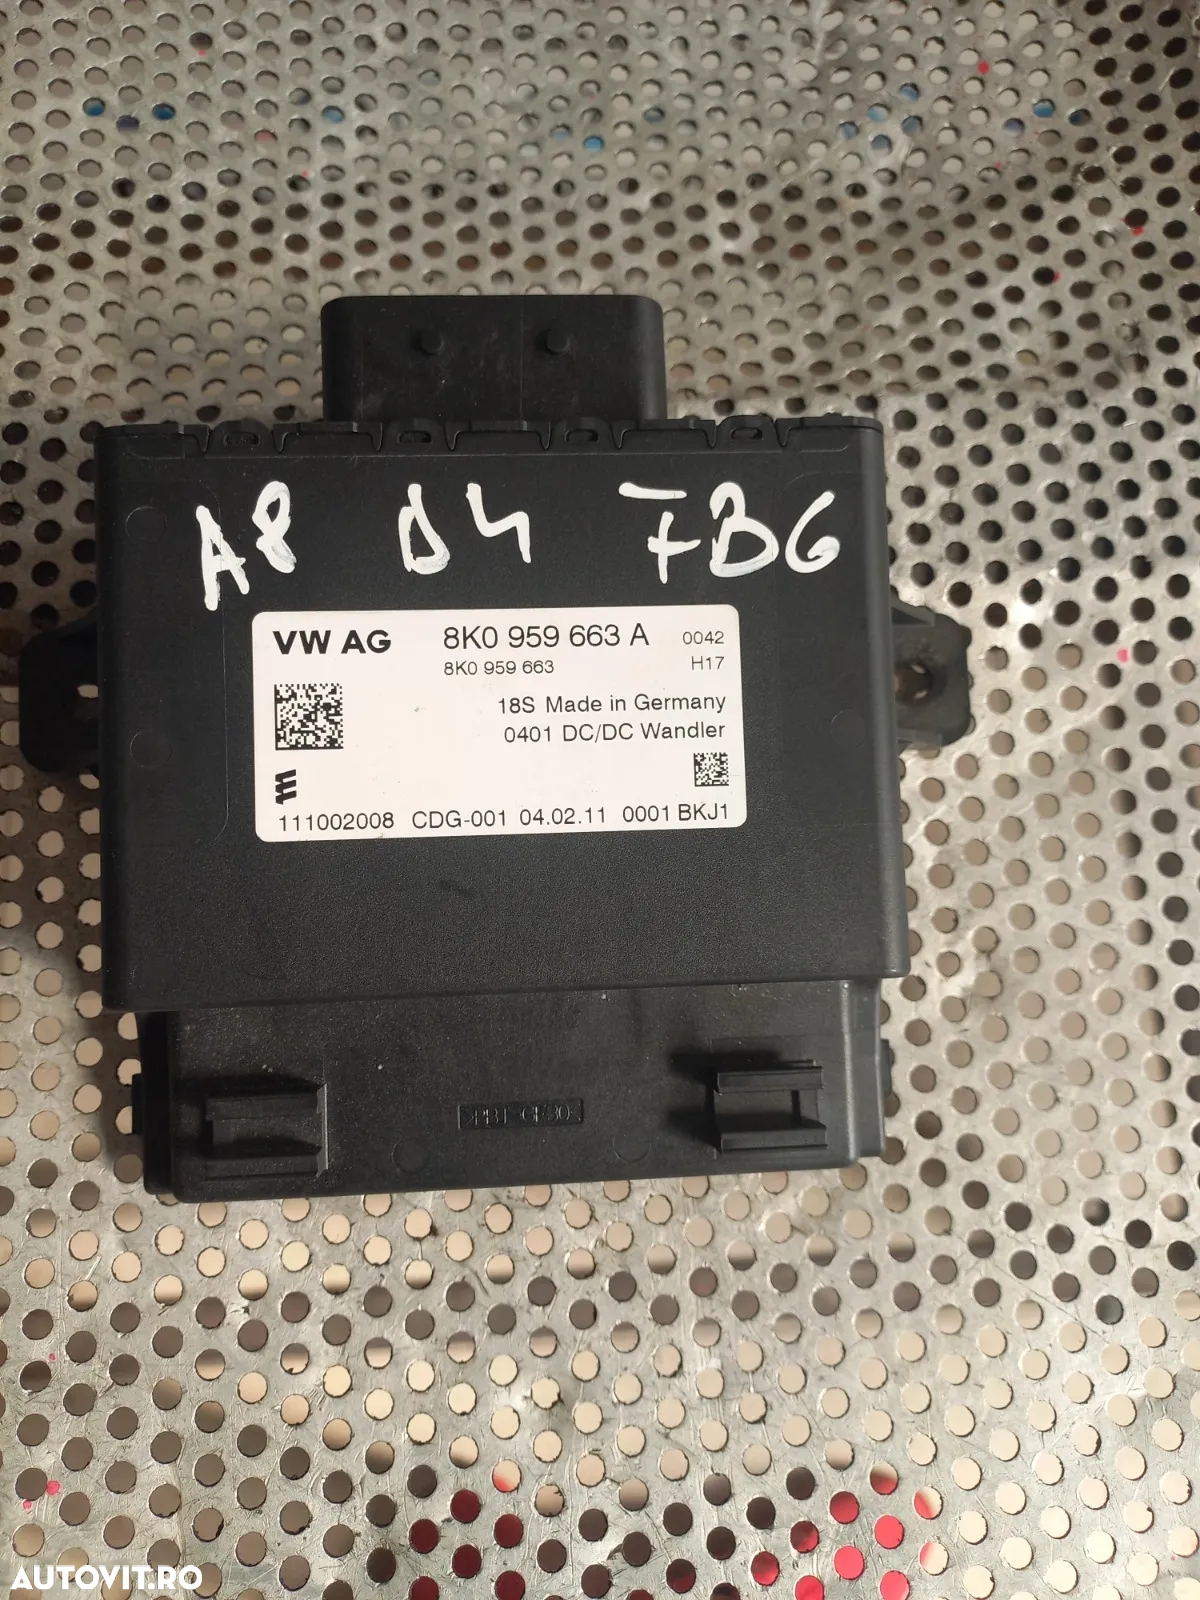 A8 D4 FBG
VW AG 8K0 959 663 A 0042
8K0 959 663 H17
18S Made in Germany
0401 DC/DC Wandler
111002008 CDG-001 04.02.11 0001 BKJ1
AUTOVIT.RO